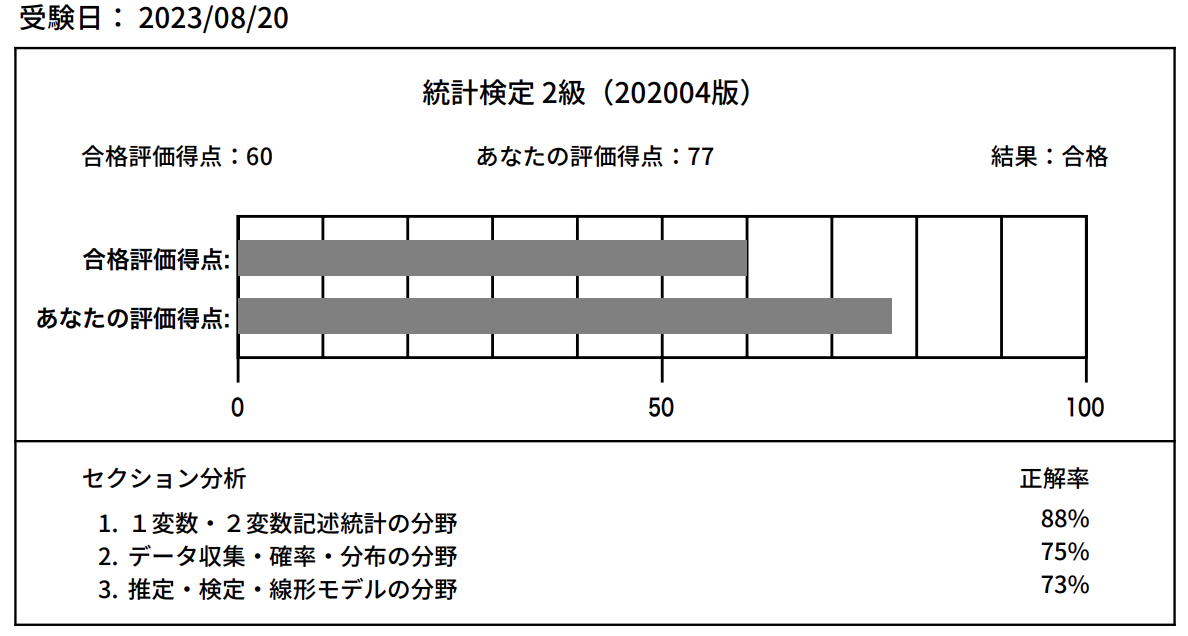 受験日： 2023/08/20
統計検定 2級（202004版）
合格評価得点：60 あなたの評価得点：77 結果：合格
合格評価得点:
あなたの評価得点:
0 50 100
セクション分析 正解率
1. １変数・２変数記述統計の分野 88%
2. データ収集・確率・分布の分野 75%
3. 推定・検定・線形モデルの分野 73%